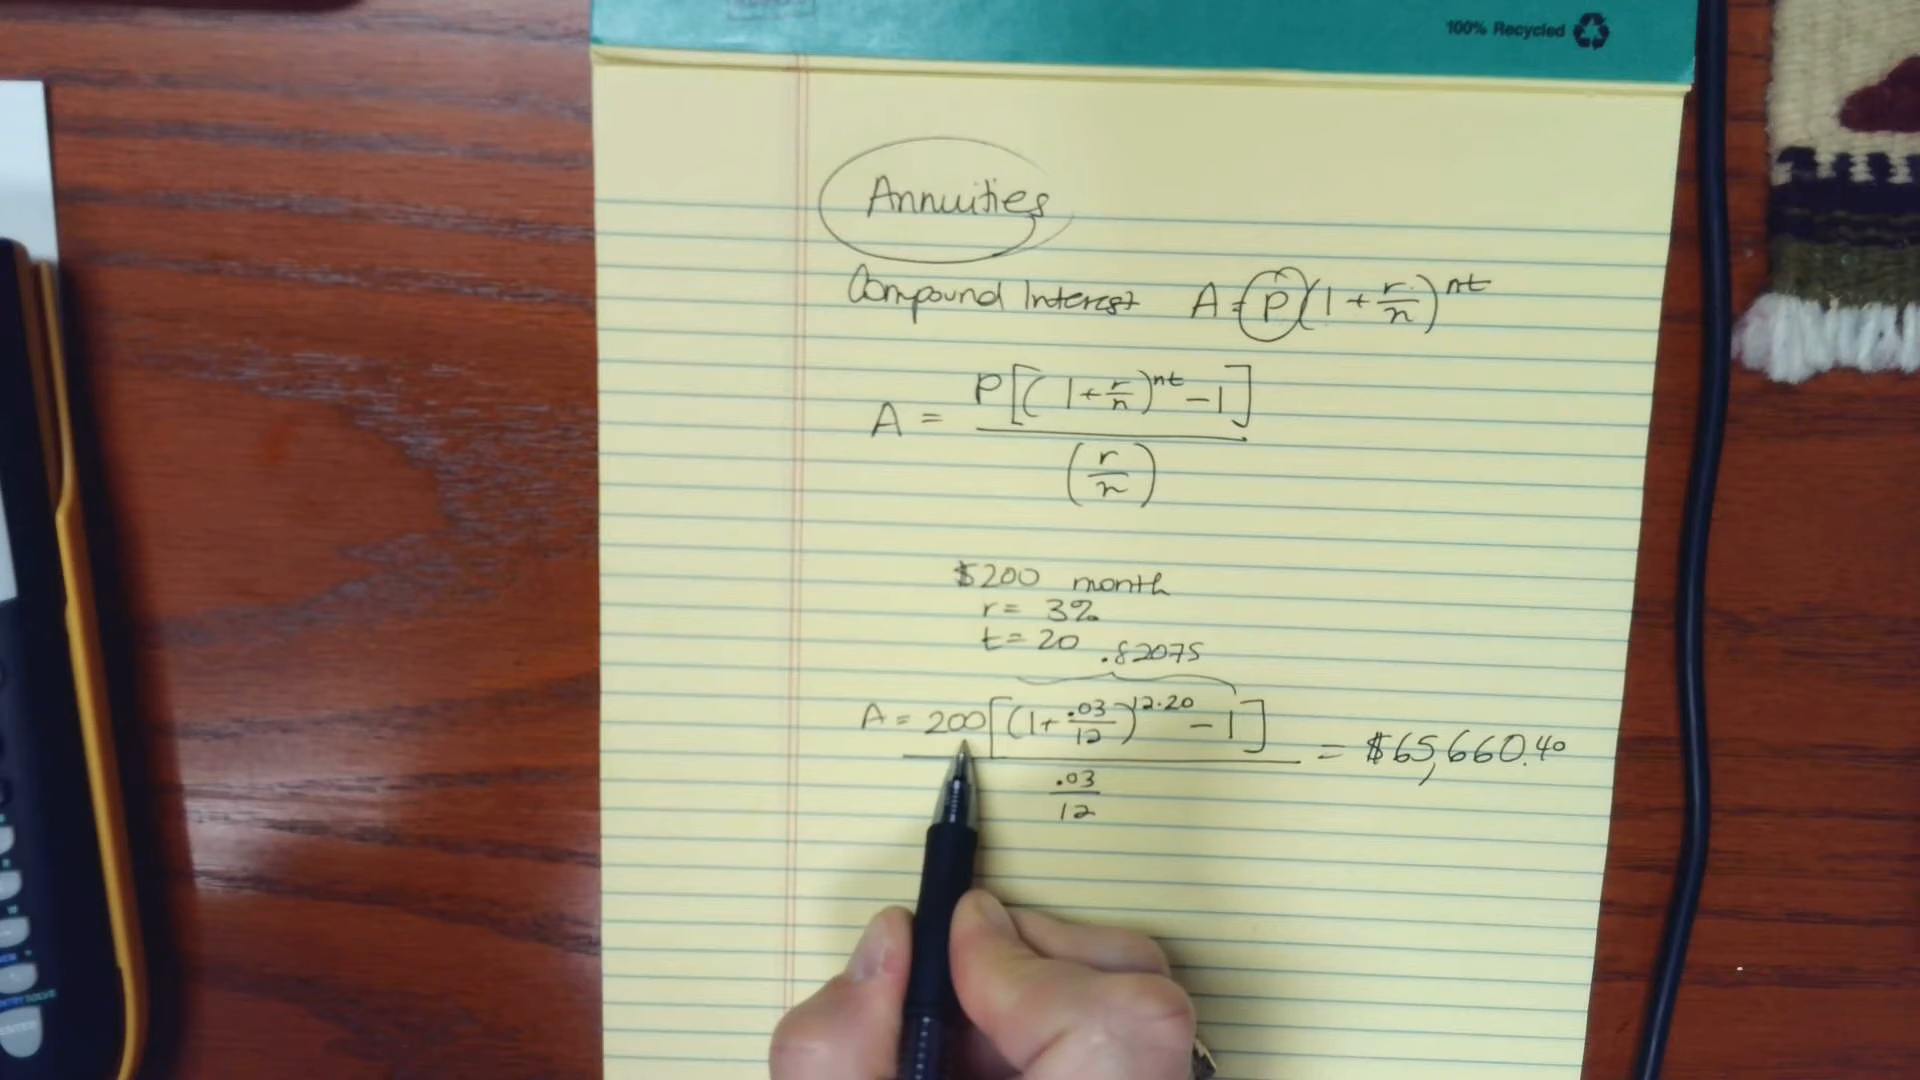 100% Recycled
Annuities
Compound Interest A = P(1 + r/n)^nt
A = P[(1 + r/n)^nt - 1] / (r/n)
$200 month
r = 3%
t = 20
.82075
A = 200[(1 + .03/12)^12·20 - 1] / .03/12 = $65,660.40